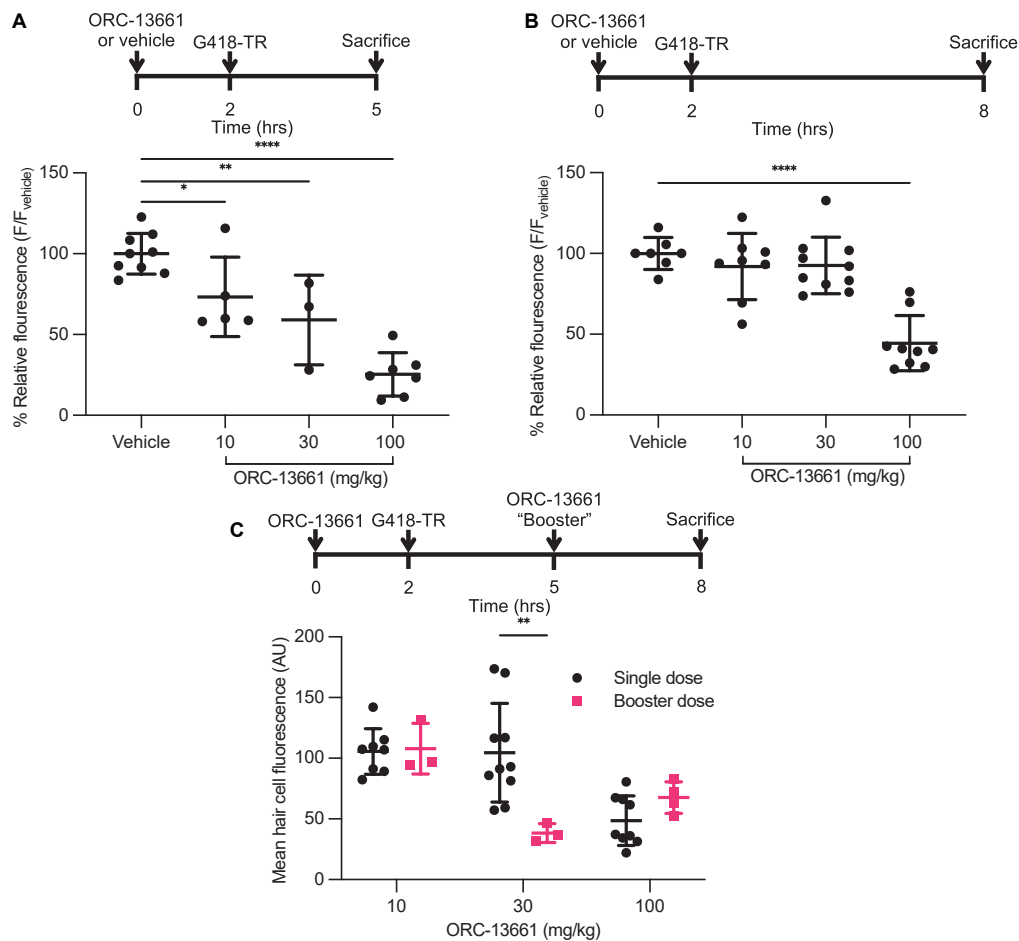 A
ORC-13661
or vehicle
G418-TR
Sacrifice
0
2
5
Time (hrs)
****
**
*
% Relative flourescence (F/Fvehicle)
150
100
50
0
Vehicle
10
30
100
ORC-13661 (mg/kg)
B
ORC-13661
or vehicle
G418-TR
Sacrifice
0
2
8
Time (hrs)
****
% Relative flourescence (F/Fvehicle)
150
100
50
0
Vehicle
10
30
100
ORC-13661 (mg/kg)
C
ORC-13661
G418-TR
ORC-13661
“Booster”
Sacrifice
0
2
5
8
Time (hrs)
**
Mean hair cell fluorescence (AU)
200
150
100
50
0
Single dose
Booster dose
10
30
100
ORC-13661 (mg/kg)